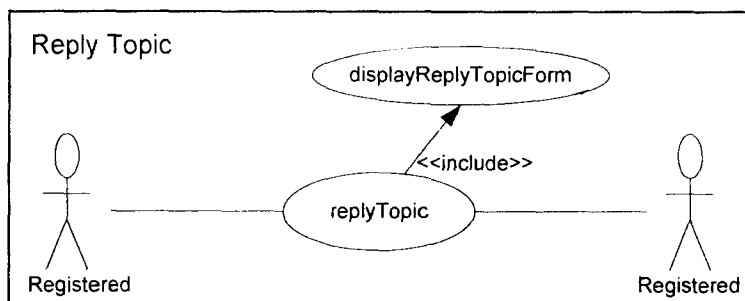 Reply Topic
displayReplyTopicForm
<<include>>
replyTopic
Registered
Registered